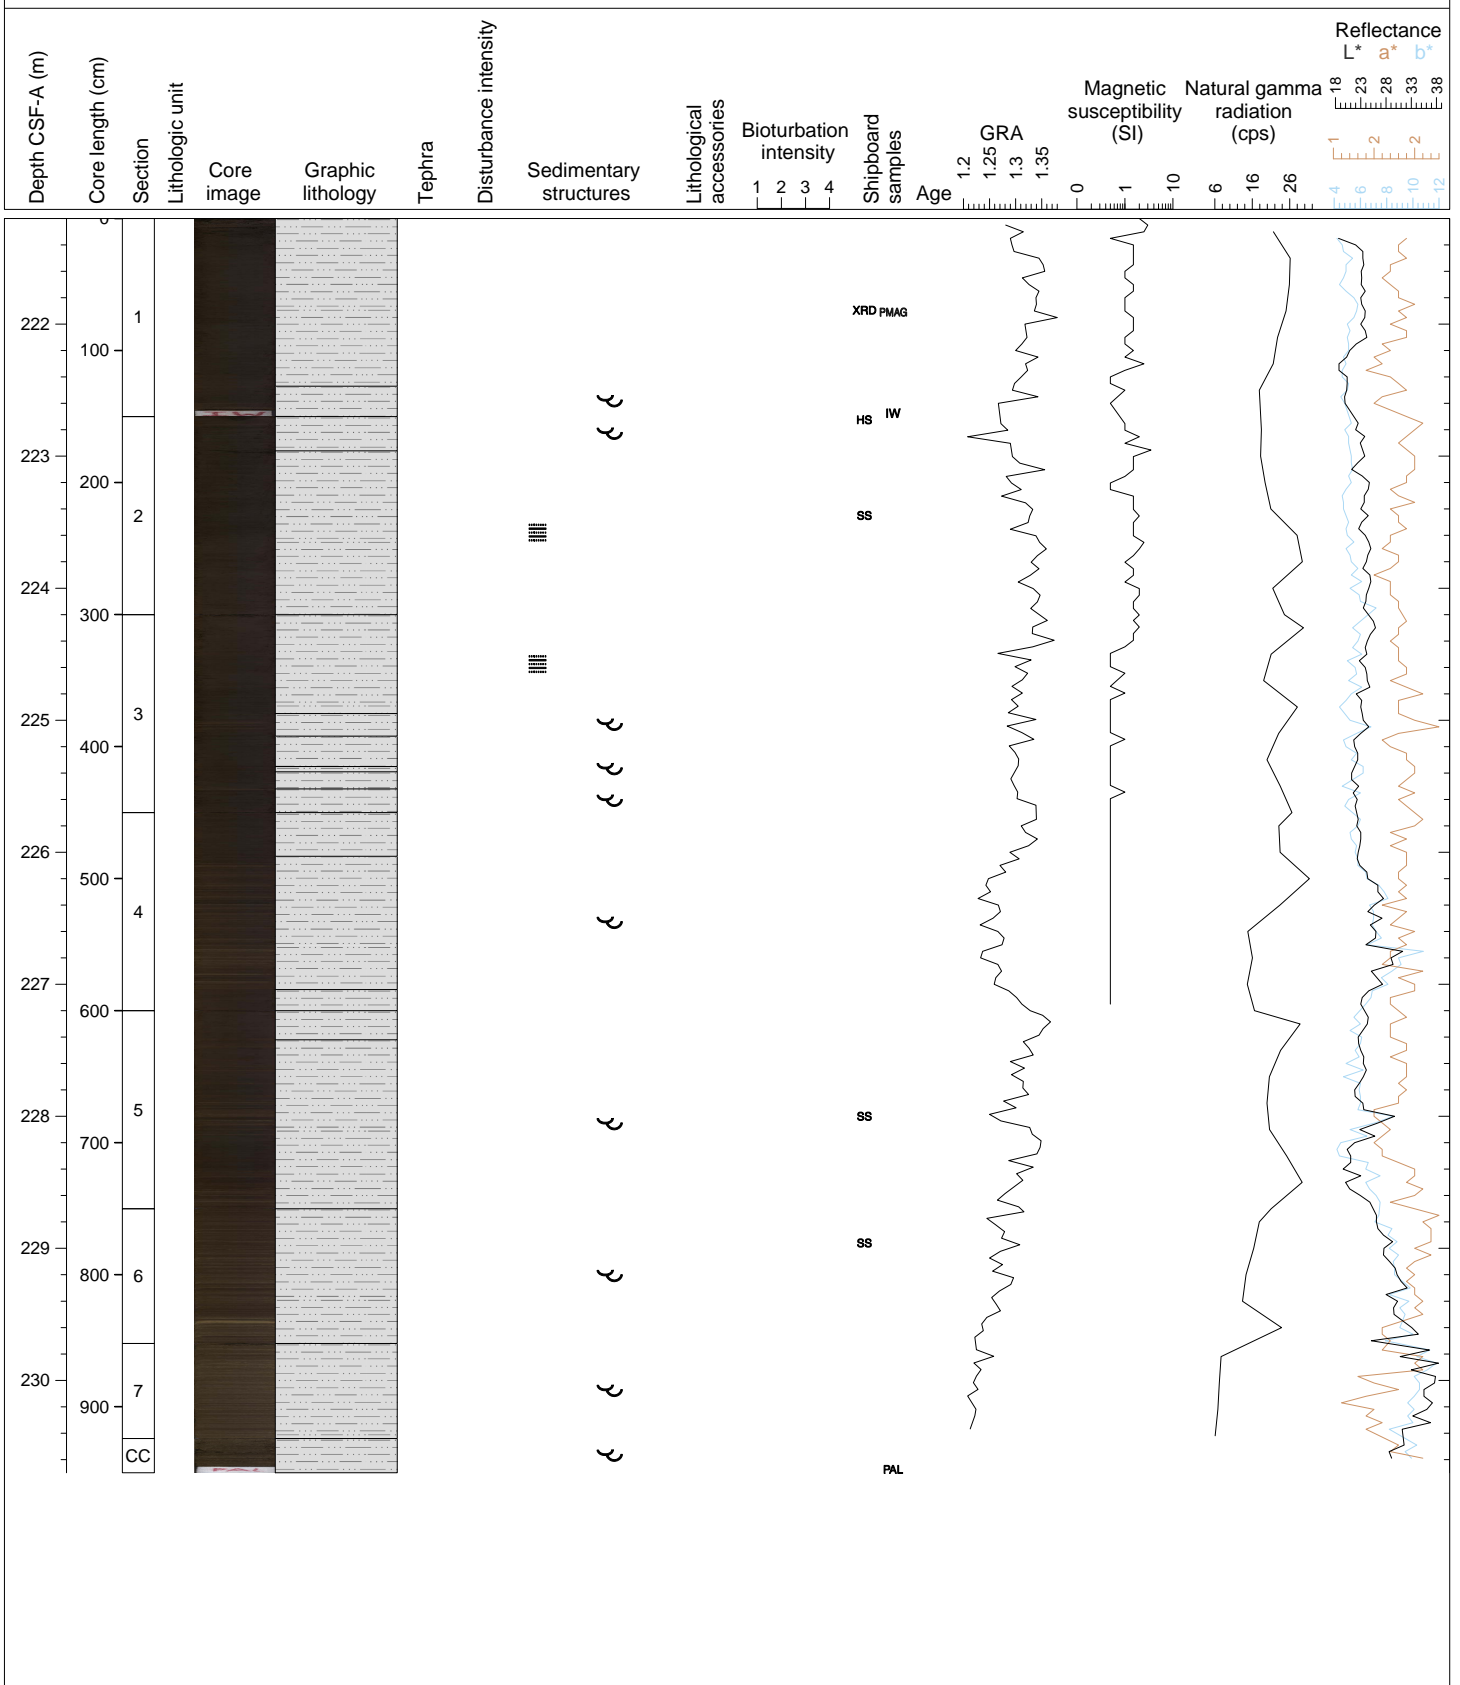 Depth CSF-A (m)
Core length (cm)
Section
Lithologic unit
Core image
Graphic lithology
Tephra
Disturbance intensity
Sedimentary structures
Lithological accessories
Bioturbation intensity
1 2 3 4
Shipboard samples
Age
GRA
1.2 1.25 1.3 1.35
Magnetic susceptibility (SI)
0 1 10
Natural gamma radiation (cps)
6 16 26
Reflectance
L* a* b*
18 23 28 33 38
1 2 2
4 6 8 10 12
0
1
XRD PMAG
222
100
IW
HS
223
200
2
SS
224
300
3
225
400
226
500
4
227
600
5
228
SS
700
229
SS
800
6
230
7
900
CC
PAL